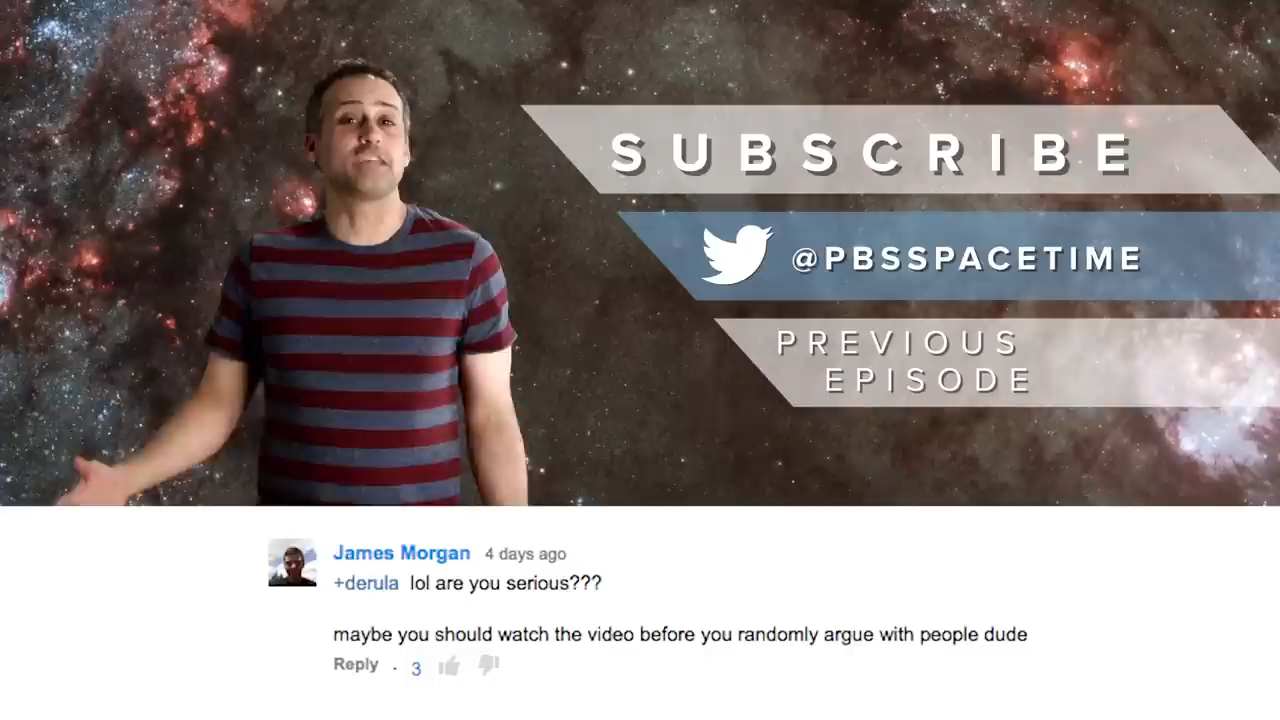 SUBSCRIBE
@PBSSPACETIME
PREVIOUS
EPISODE
James Morgan 4 days ago
+derula lol are you serious???
maybe you should watch the video before you randomly argue with people dude
Reply . 3